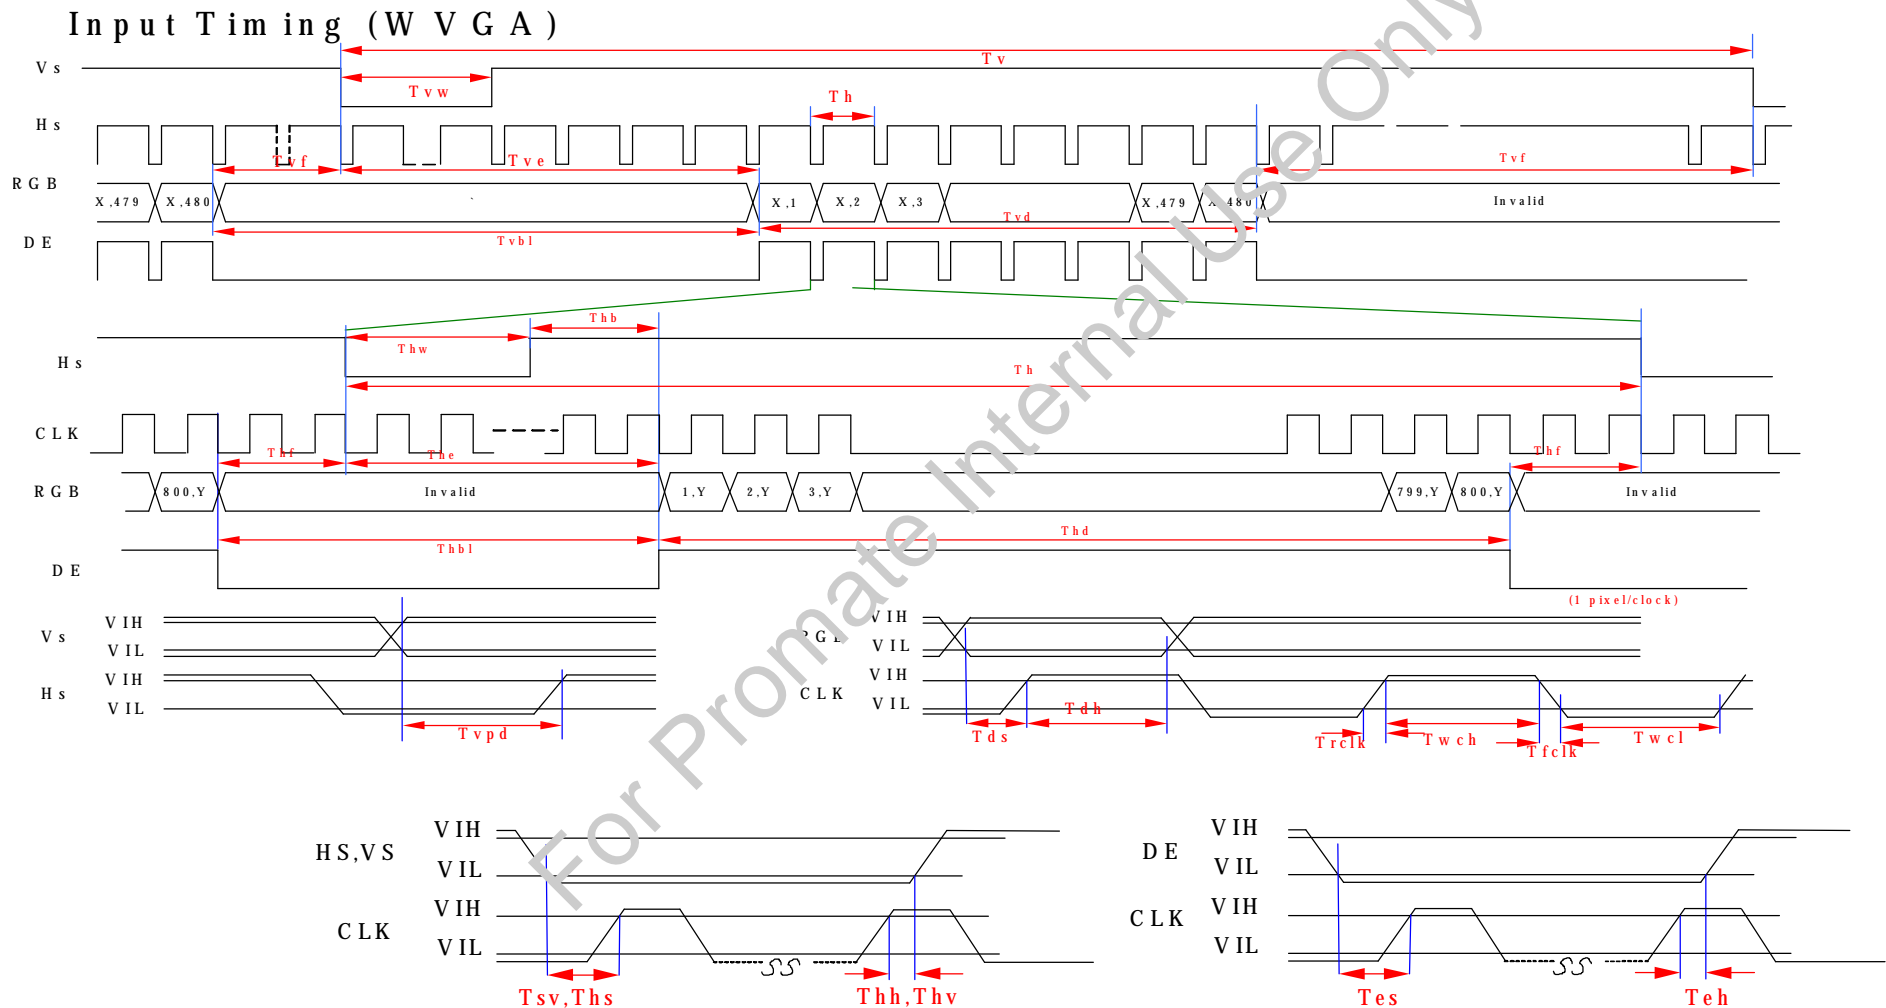 Input Timing (WVGA)
Tv
Vs
Tvw
Th
Hs
Tvf Tve Tvf
RGB
X,479 X,480 ` X,1 X,2 X,3 X,479 X,480 Invalid
Tvd
DE
Tvbl
Thb
Thw
Hs
Th
CLK
Thf The Thf
RGB
800,Y Invalid 1,Y 2,Y 3,Y 799,Y 800,Y Invalid
Thbl Thd
DE
(1 pixel/clock)
VIH VIH
Vs RGB
VIL VIL
VIH VIH
Hs CLK
VIL VIL
Tvpd Tds Tdh Trclk Twch Tfclk Twcl
VIH VIH
HS,VS DE
VIL VIL
VIH VIH
CLK CLK
VIL VIL
SS SS
Tsv,Ths Thh,Thv Tes Teh
For Promate Internal Use Only